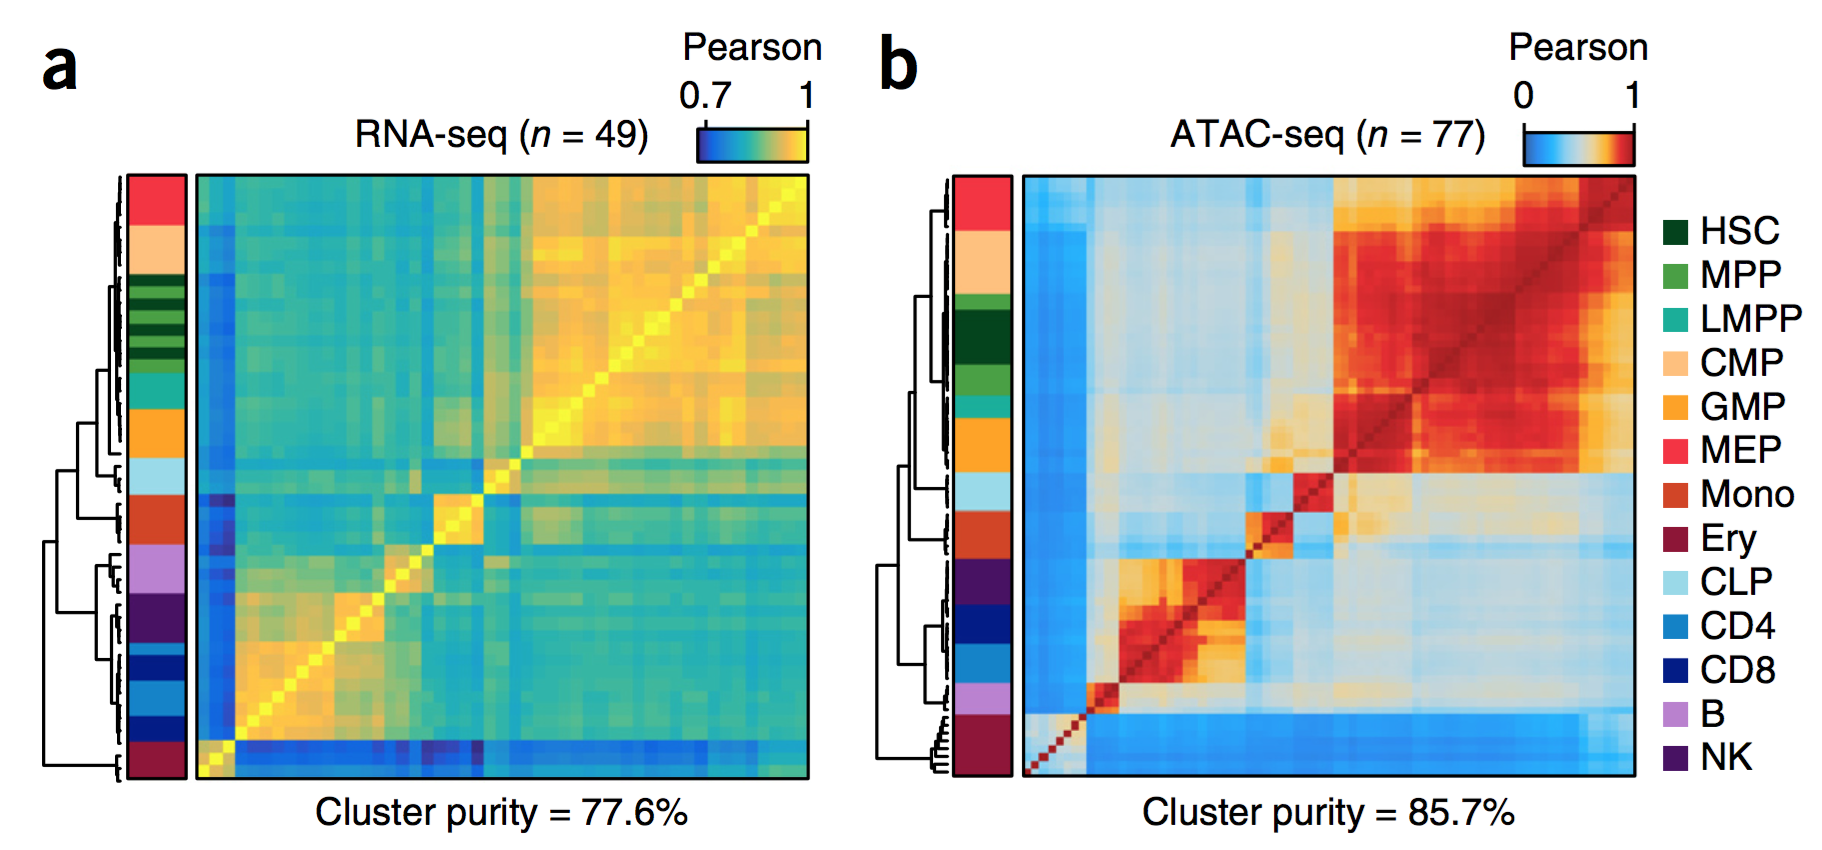 a
Pearson
0.7 1
RNA-seq (n = 49)
Cluster purity = 77.6%
b
Pearson
0 1
ATAC-seq (n = 77)
Cluster purity = 85.7%
HSC
MPP
LMPP
CMP
GMP
MEP
Mono
Ery
CLP
CD4
CD8
B
NK